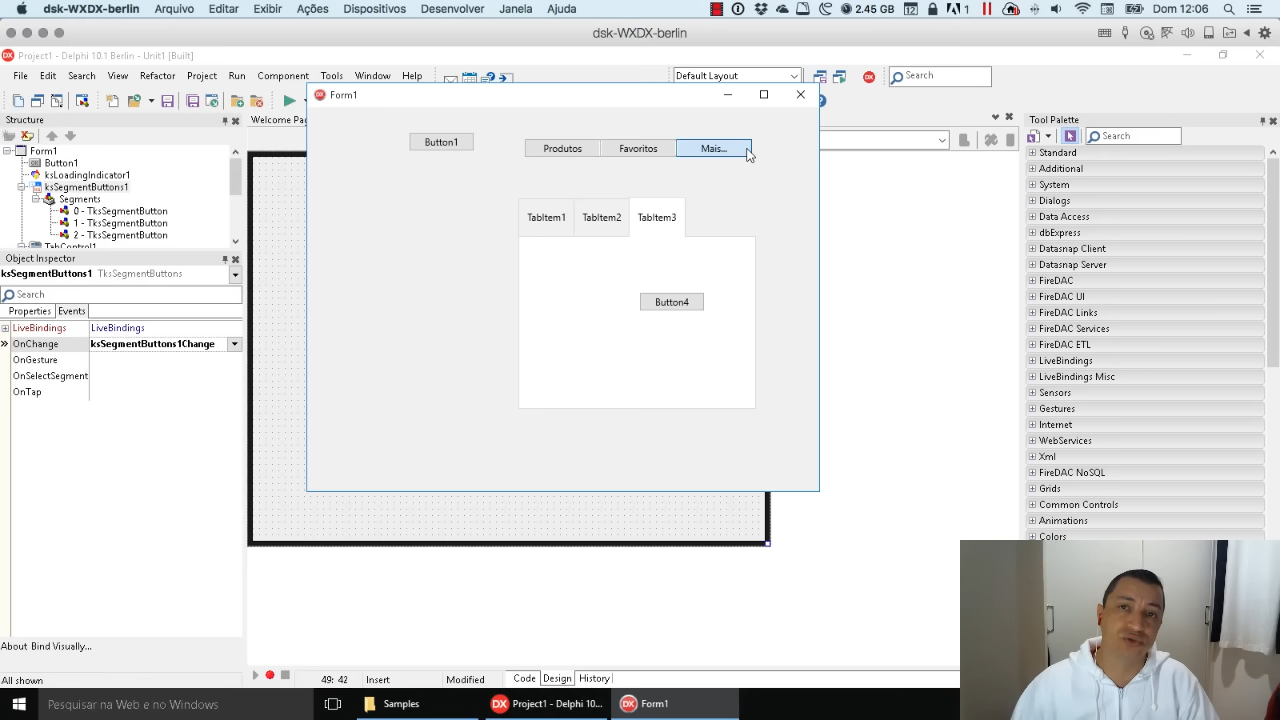 dsk-WXDX-berlin Arquivo Editar Exibir Ações Dispositivos Desenvolver Janela Ajuda 2.45 GB 12 1 Dom 12:06
dsk-WXDX-berlin
Project1 - Delphi 10.1 Berlin - Unit1 [Built]
File Edit Search View Refactor Project Run Component Tools Window Help Default Layout Search
Structure
Welcome Pa
Form1
Button1
ksLoadingIndicator1
ksSegmentButtons1
Segments
0 - TksSegmentButton
1 - TksSegmentButton
2 - TksSegmentButton
TabControl1
Object Inspector
ksSegmentButtons1 TksSegmentButtons
Search
Properties Events
LiveBindings LiveBindings
OnChange ksSegmentButtons1Change
OnGesture
OnSelectSegment
OnTap
About Bind Visually...
All shown
Form1
Button1
Produtos Favoritos Mais...
TabItem1 TabItem2 TabItem3
Button4
49: 42 Insert Modified Code Design History
Tool Palette
Search
Standard
Additional
System
Dialogs
Data Access
dbExpress
Datasnap Client
Datasnap Server
FireDAC
FireDAC UI
FireDAC Links
FireDAC Services
FireDAC ETL
LiveBindings
LiveBindings Misc
Sensors
Gestures
Internet
WebServices
Xml
FireDAC NoSQL
Grids
Common Controls
Animations
Colors
Pesquisar na Web e no Windows Samples Project1 - Delphi 10... Form1